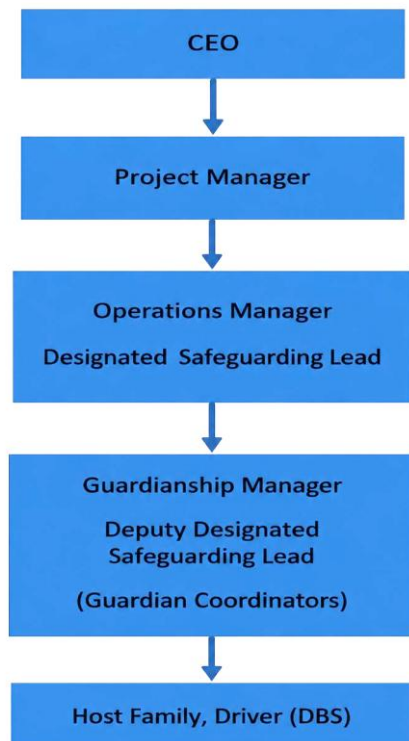 CEO
Project Manager
Operations Manager
Designated Safeguarding Lead
Guardianship Manager
Deputy Designated
Safeguarding Lead
(Guardian Coordinators)
Host Family, Driver (DBS)